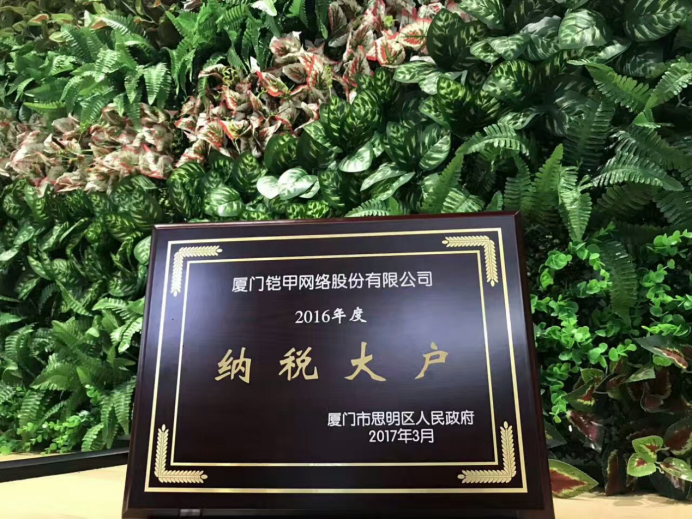 厦门铠甲网络股份有限公司
2016年度
纳税大户
厦门市思明区人民政府
2017年3月